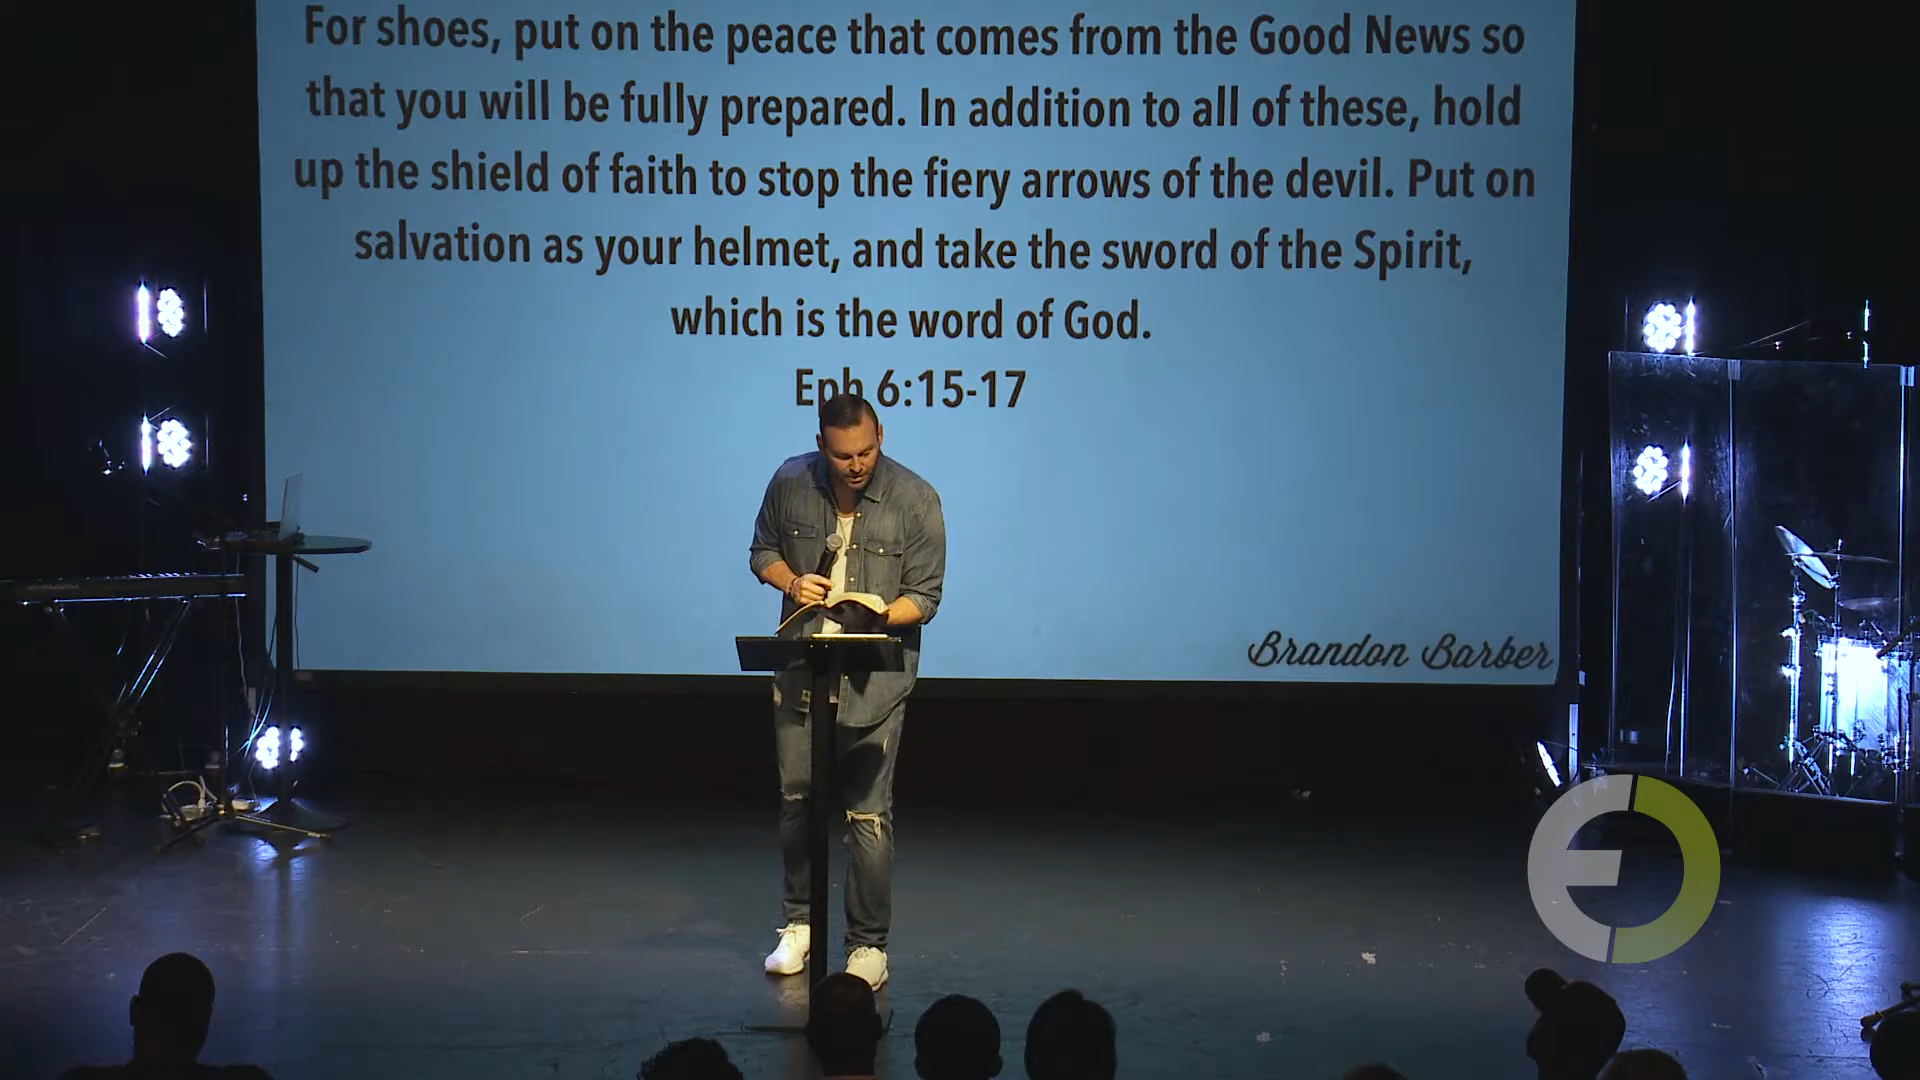 For shoes, put on the peace that comes from the Good News so
that you will be fully prepared. In addition to all of these, hold
up the shield of faith to stop the fiery arrows of the devil. Put on
salvation as your helmet, and take the sword of the Spirit,
which is the word of God.
Eph 6:15-17
Brandon Barber